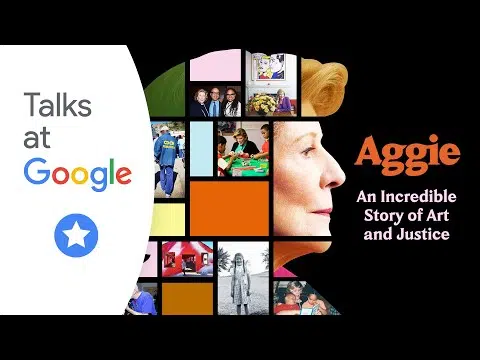 Talks
at
Google
Aggie
An Incredible
Story of Art
and Justice